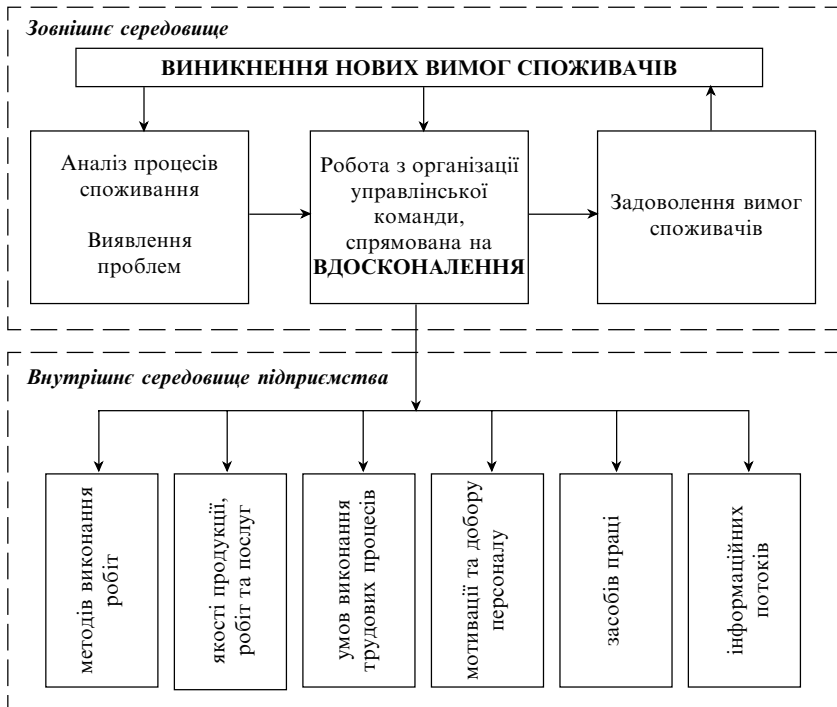 Зовнішнє середовище
ВИНИКНЕННЯ НОВИХ ВИМОГ СПОЖИВАЧІВ
Аналіз процесів
споживання
Виявлення
проблем
Робота з організації
управлінської
команди,
спрямована на
ВДОСКОНАЛЕННЯ
Задоволення вимог
споживачів
Внутрішнє середовище підприємства
методів виконання
робіт
якості продукції,
робіт та послуг
умов виконання
трудових процесів
мотивації та добору
персоналу
засобів праці
інформаційних
потоків